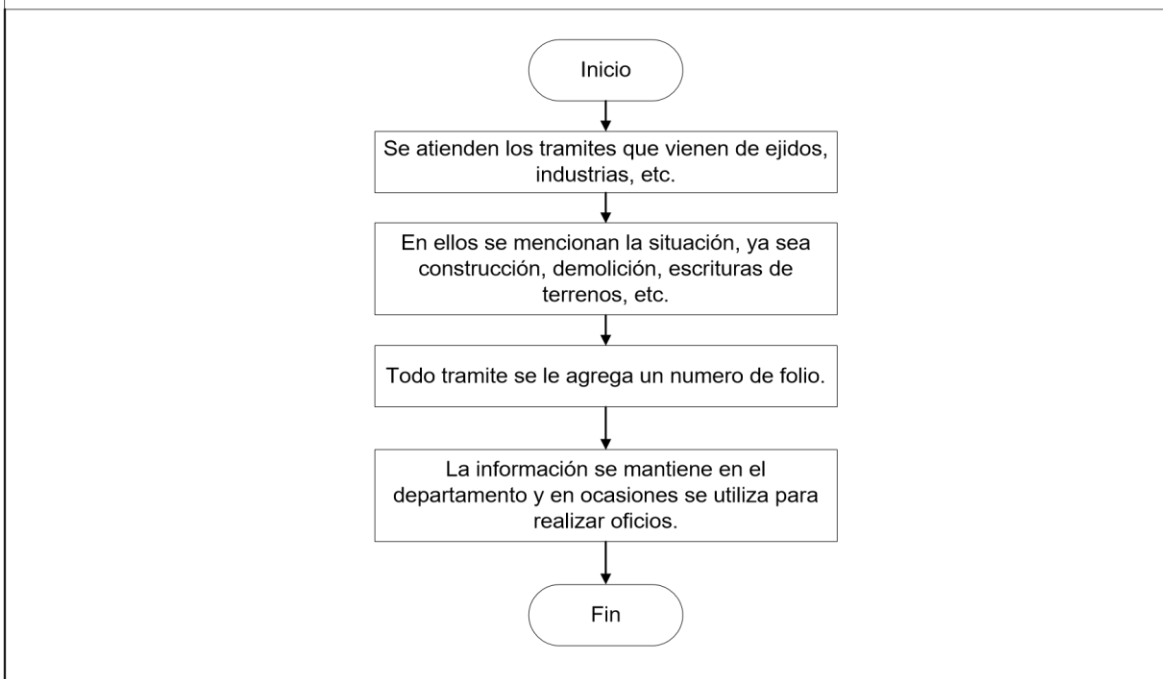 Inicio
Se atienden los tramites que vienen de ejidos,
industrias, etc.
En ellos se mencionan la situación, ya sea
construcción, demolición, escrituras de
terrenos, etc.
Todo tramite se le agrega un numero de folio.
La información se mantiene en el
departamento y en ocasiones se utiliza para
realizar oficios.
Fin